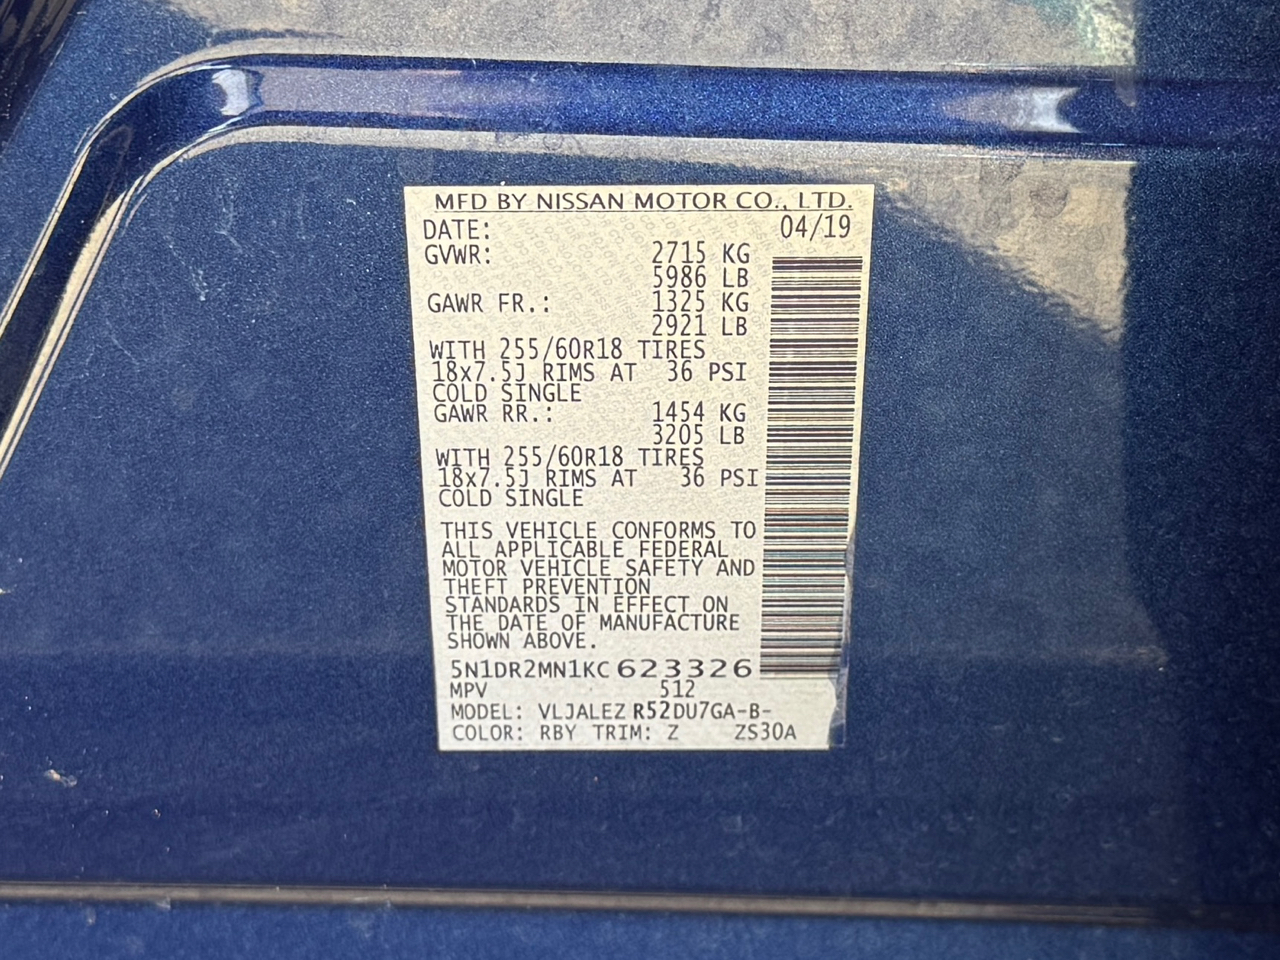 MFD BY NISSAN MOTOR CO., LTD.
DATE: 04/19
GVWR: 2715 KG
5986 LB
GAWR FR.: 1325 KG
2921 LB
WITH 255/60R18 TIRES
18x7.5J RIMS AT 36 PSI
COLD SINGLE
GAWR RR.: 1454 KG
3205 LB
WITH 255/60R18 TIRES
18x7.5J RIMS AT 36 PSI
COLD SINGLE
THIS VEHICLE CONFORMS TO
ALL APPLICABLE FEDERAL
MOTOR VEHICLE SAFETY AND
THEFT PREVENTION
STANDARDS IN EFFECT ON
THE DATE OF MANUFACTURE
SHOWN ABOVE.
5N1DR2MN1KC623326
MPV 512
MODEL: VLJALEZR52DU7GA-B-
COLOR: RBY TRIM: Z ZS30A